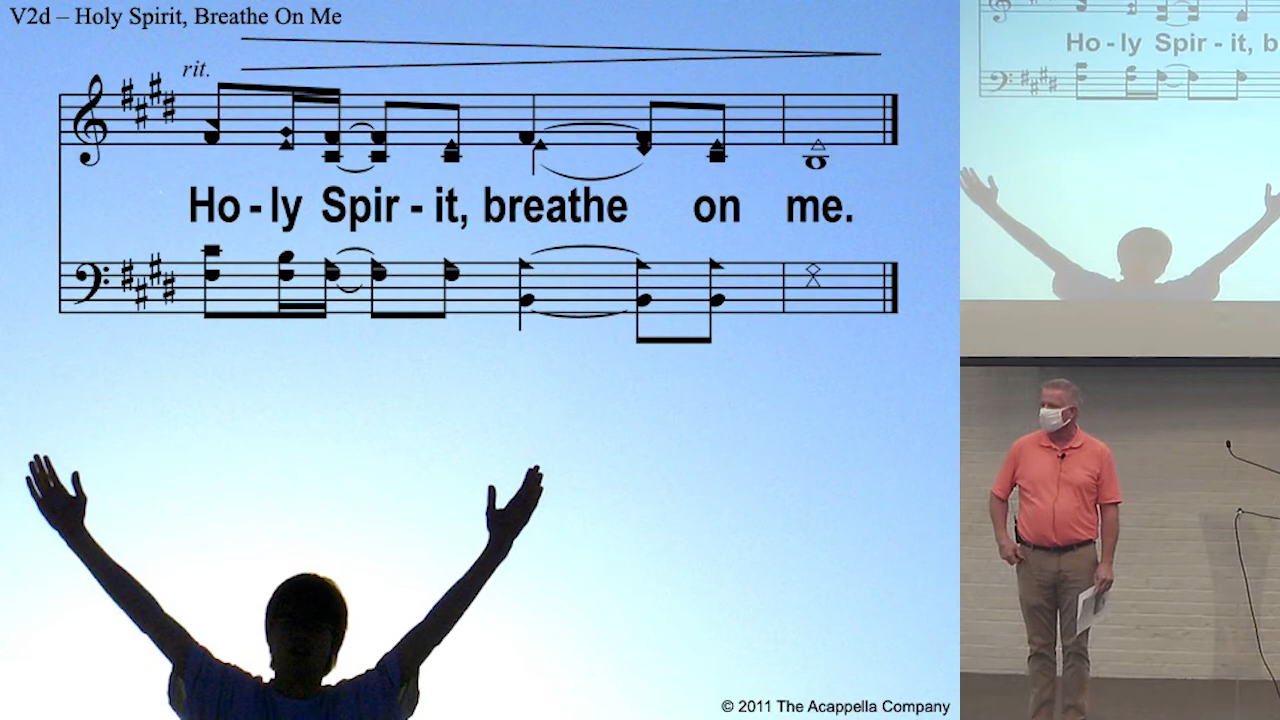 V2d – Holy Spirit, Breathe On Me
rit.
Ho - ly Spir - it, breathe on me.
© 2011 The Acappella Company
Ho - ly Spir - it, b